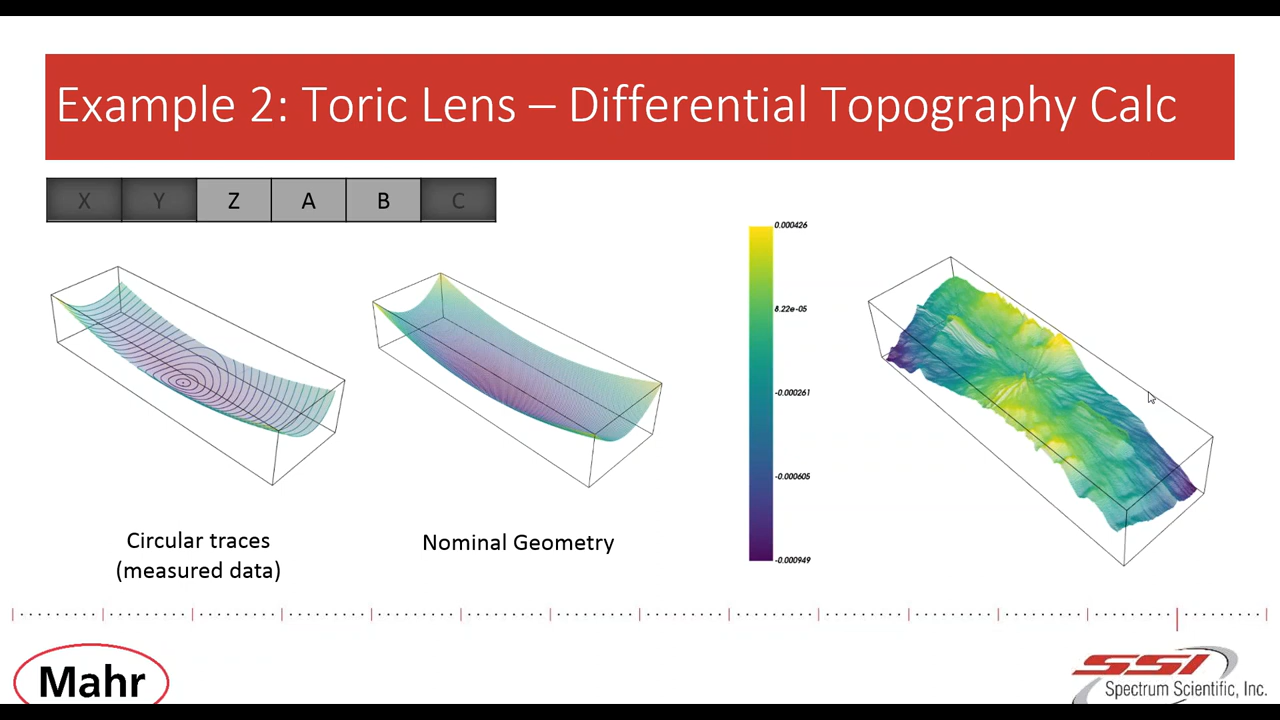 Example 2: Toric Lens – Differential Topography Calc
X Y Z A B C
0.000426
8.22e-05
-0.000261
-0.000605
-0.000949
Circular traces
(measured data)
Nominal Geometry
Mahr
SSI
Spectrum Scientific, Inc.